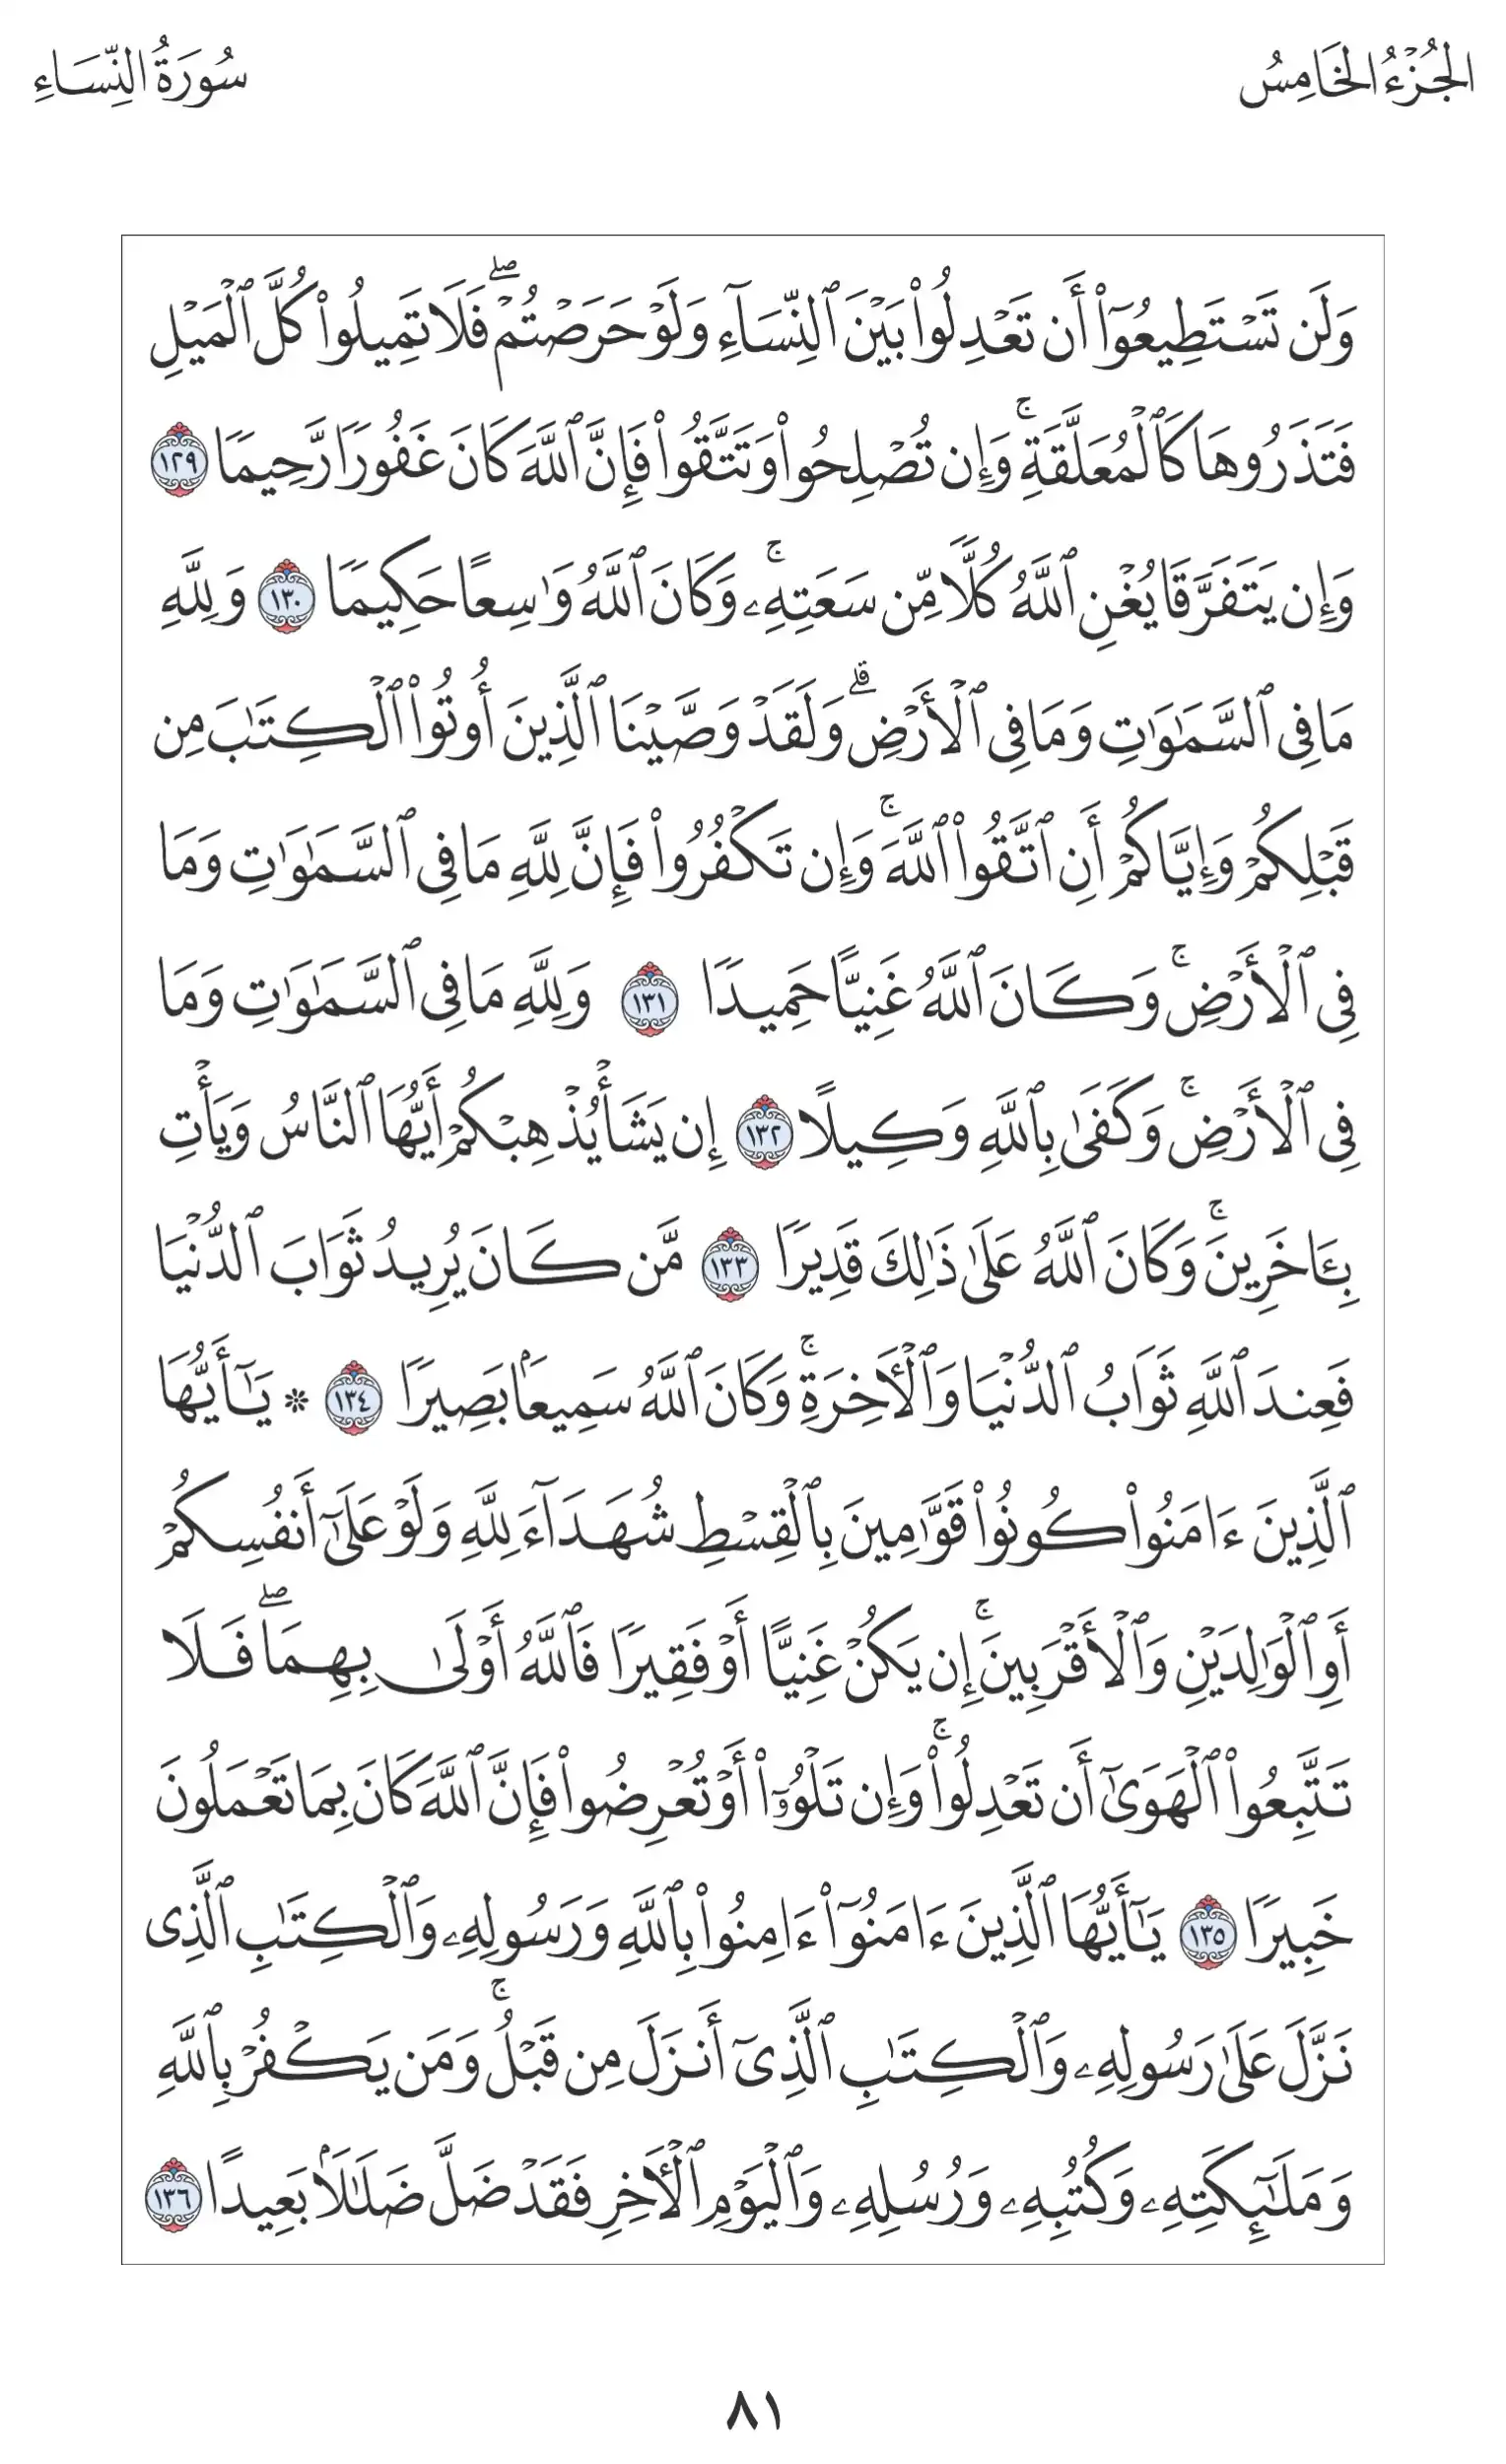 الجُزْءُ الخَامِسُ
سُورَةُ النِّسَاءِ
وَلَن تَسْتَطِيعُوٓا۟ أَن تَعْدِلُوا۟ بَيْنَ ٱلنِّسَآءِ وَلَوْ حَرَصْتُمْ ۖ فَلَا تَمِيلُوا۟ كُلَّ ٱلْمَيْلِ
فَتَذَرُوهَا كَٱلْمُعَلَّقَةِ ۚ وَإِن تُصْلِحُوا۟ وَتَتَّقُوا۟ فَإِنَّ ٱللَّهَ كَانَ غَفُورًا رَّحِيمًا ١٢٩
وَإِن يَتَفَرَّقَا يُغْنِ ٱللَّهُ كُلًّا مِّن سَعَتِهِۦ ۚ وَكَانَ ٱللَّهُ وَٰسِعًا حَكِيمًا ١٣٠ وَلِلَّهِ
مَا فِى ٱلسَّمَٰوَٰتِ وَمَا فِى ٱلْأَرْضِ ۗ وَلَقَدْ وَصَّيْنَا ٱلَّذِينَ أُوتُوا۟ ٱلْكِتَٰبَ مِن
قَبْلِكُمْ وَإِيَّاكُمْ أَنِ ٱتَّقُوا۟ ٱللَّهَ ۚ وَإِن تَكْفُرُوا۟ فَإِنَّ لِلَّهِ مَا فِى ٱلسَّمَٰوَٰتِ وَمَا
فِى ٱلْأَرْضِ ۚ وَكَانَ ٱللَّهُ غَنِيًّا حَمِيدًا ١٣١ وَلِلَّهِ مَا فِى ٱلسَّمَٰوَٰتِ وَمَا
فِى ٱلْأَرْضِ ۚ وَكَفَىٰ بِٱللَّهِ وَكِيلًا ١٣٢ إِن يَشَأْ يُذْهِبْكُمْ أَيُّهَا ٱلنَّاسُ وَيَأْتِ
بِـَٔاخَرِينَ ۚ وَكَانَ ٱللَّهُ عَلَىٰ ذَٰلِكَ قَدِيرًا ١٣٣ مَّن كَانَ يُرِيدُ ثَوَابَ ٱلدُّنْيَا
فَعِندَ ٱللَّهِ ثَوَابُ ٱلدُّنْيَا وَٱلْـَٔاخِرَةِ ۚ وَكَانَ ٱللَّهُ سَمِيعًۢا بَصِيرًا ١٣٤ * يَٰٓأَيُّهَا
ٱلَّذِينَ ءَامَنُوا۟ كُونُوا۟ قَوَّٰمِينَ بِٱلْقِسْطِ شُهَدَآءَ لِلَّهِ وَلَوْ عَلَىٰٓ أَنفُسِكُمْ
أَوِ ٱلْوَٰلِدَيْنِ وَٱلْأَقْرَبِينَ ۚ إِن يَكُنْ غَنِيًّا أَوْ فَقِيرًا فَٱللَّهُ أَوْلَىٰ بِهِمَا ۖ فَلَا
تَتَّبِعُوا۟ ٱلْهَوَىٰٓ أَن تَعْدِلُوا۟ ۚ وَإِن تَلْوُۥٓا۟ أَوْ تُعْرِضُوا۟ فَإِنَّ ٱللَّهَ كَانَ بِمَا تَعْمَلُونَ
خَبِيرًا ١٣٥ يَٰٓأَيُّهَا ٱلَّذِينَ ءَامَنُوٓا۟ ءَامِنُوا۟ بِٱللَّهِ وَرَسُولِهِۦ وَٱلْكِتَٰبِ ٱلَّذِى
نَزَّلَ عَلَىٰ رَسُولِهِۦ وَٱلْكِتَٰبِ ٱلَّذِىٓ أَنزَلَ مِن قَبْلُ ۚ وَمَن يَكْفُرْ بِٱللَّهِ
وَمَلَٰٓئِكَتِهِۦ وَكُتُبِهِۦ وَرُسُلِهِۦ وَٱلْيَوْمِ ٱلْـَٔاخِرِ فَقَدْ ضَلَّ ضَلَٰلًۢا بَعِيدًا ١٣٦
٨١